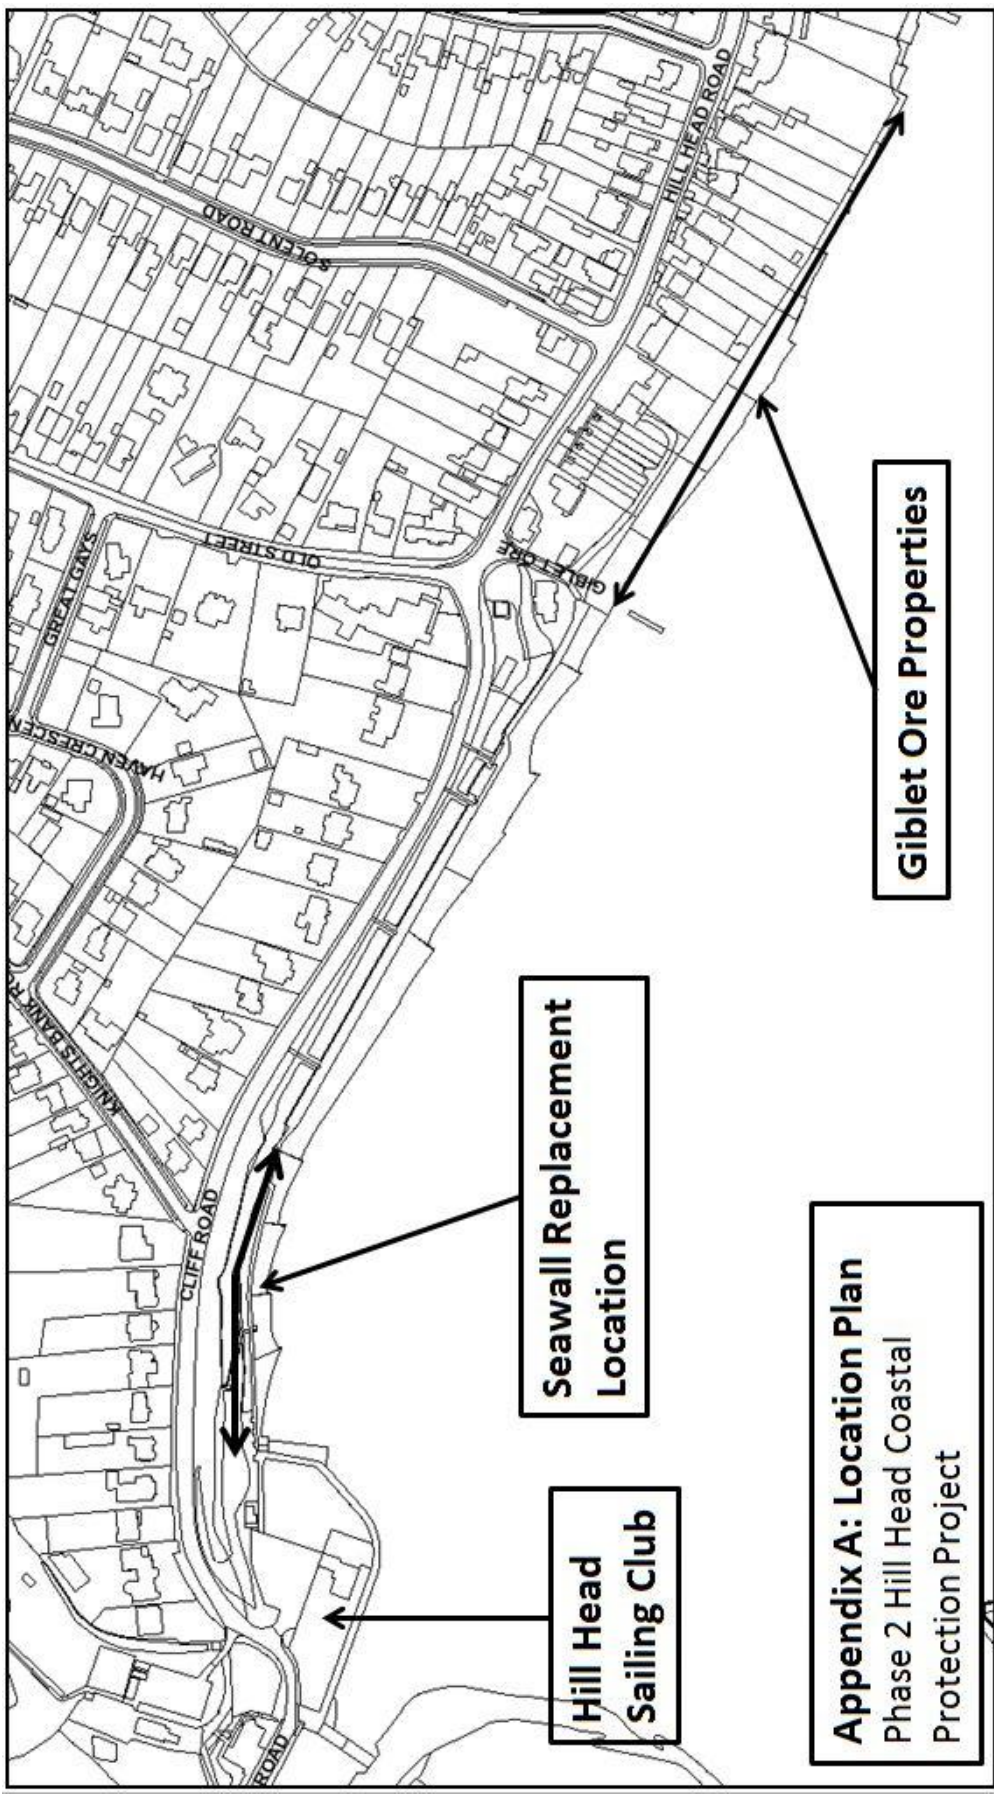 HILL HEAD ROAD
SOLENT ROAD
OLD STREET
GIBLET ORE
GREAT GAYS
HAVEN CRESCEN
KNIGHTS BANK RO
CLIFF ROAD
ROAD
Giblet Ore Properties
Seawall Replacement
Location
Hill Head
Sailing Club
Appendix A: Location Plan
Phase 2 Hill Head Coastal
Protection Project